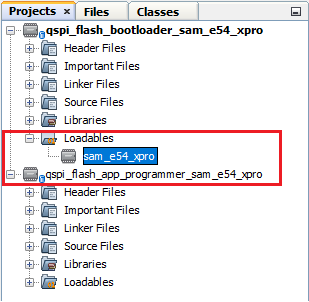 Projects × Files Classes
qspi_flash_bootloader_sam_e54_xpro
Header Files
Important Files
Linker Files
Source Files
Libraries
Loadables
sam_e54_xpro
qspi_flash_app_programmer_sam_e54_xpro
Header Files
Important Files
Linker Files
Source Files
Libraries
Loadables